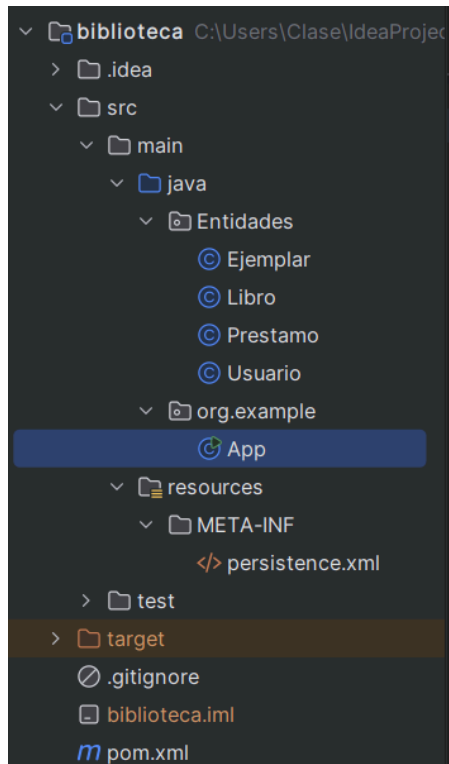 biblioteca C:\Users\Clase\IdeaProjec
.idea
src
main
java
Entidades
Ejemplar
Libro
Prestamo
Usuario
org.example
App
resources
META-INF
persistence.xml
test
target
.gitignore
biblioteca.iml
pom.xml